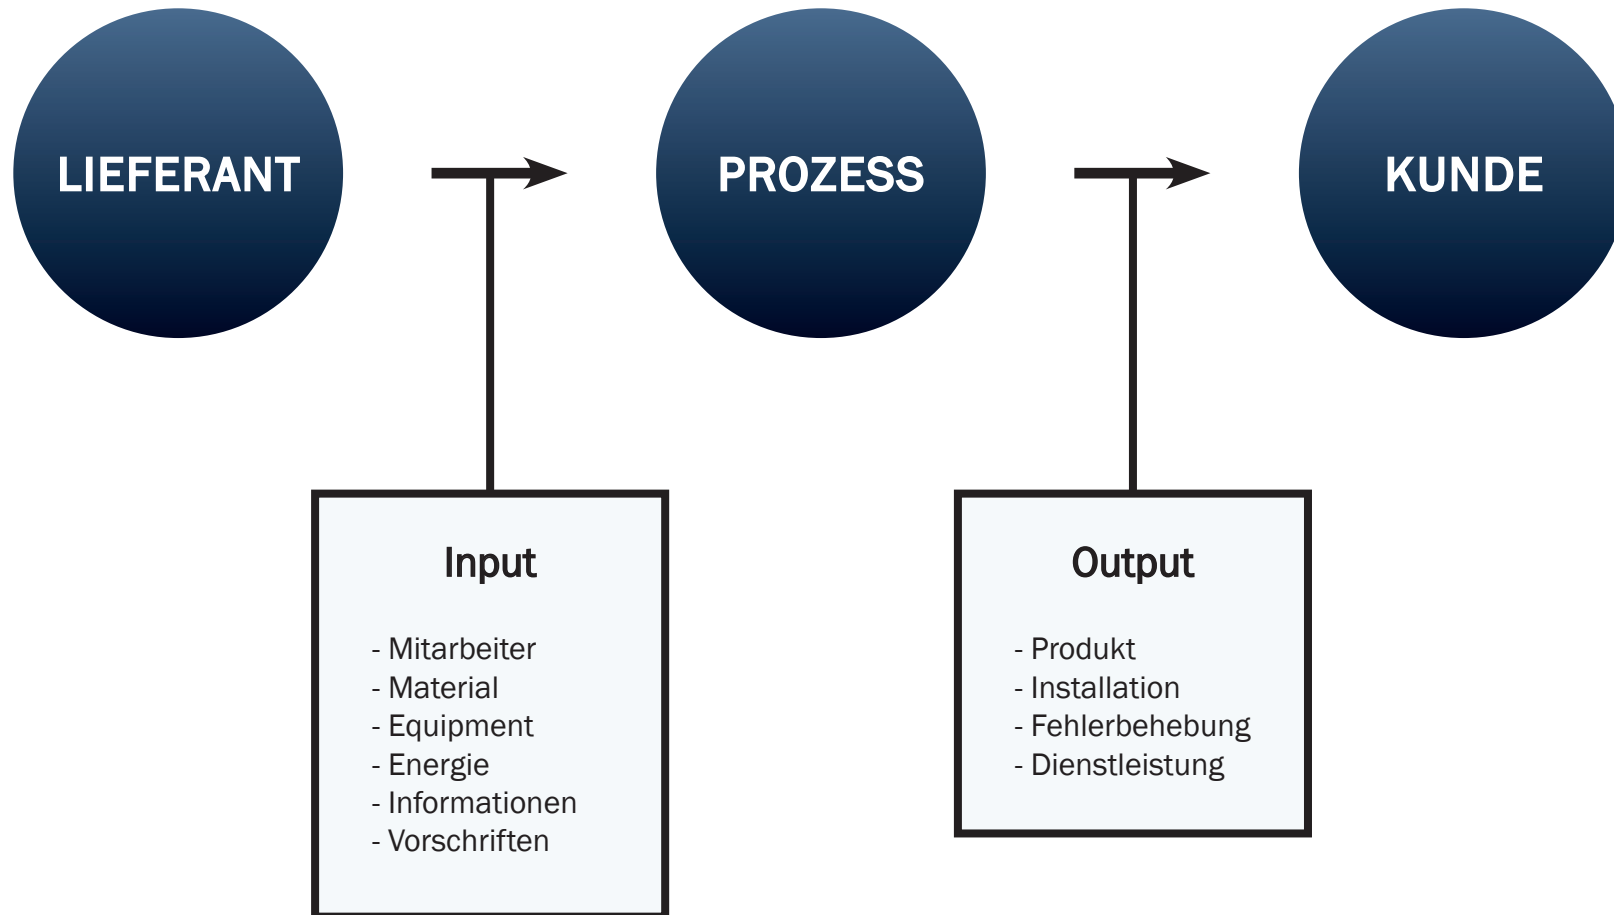 LIEFERANT
PROZESS
KUNDE
Input
- Mitarbeiter
- Material
- Equipment
- Energie
- Informationen
- Vorschriften
Output
- Produkt
- Installation
- Fehlerbehebung
- Dienstleistung